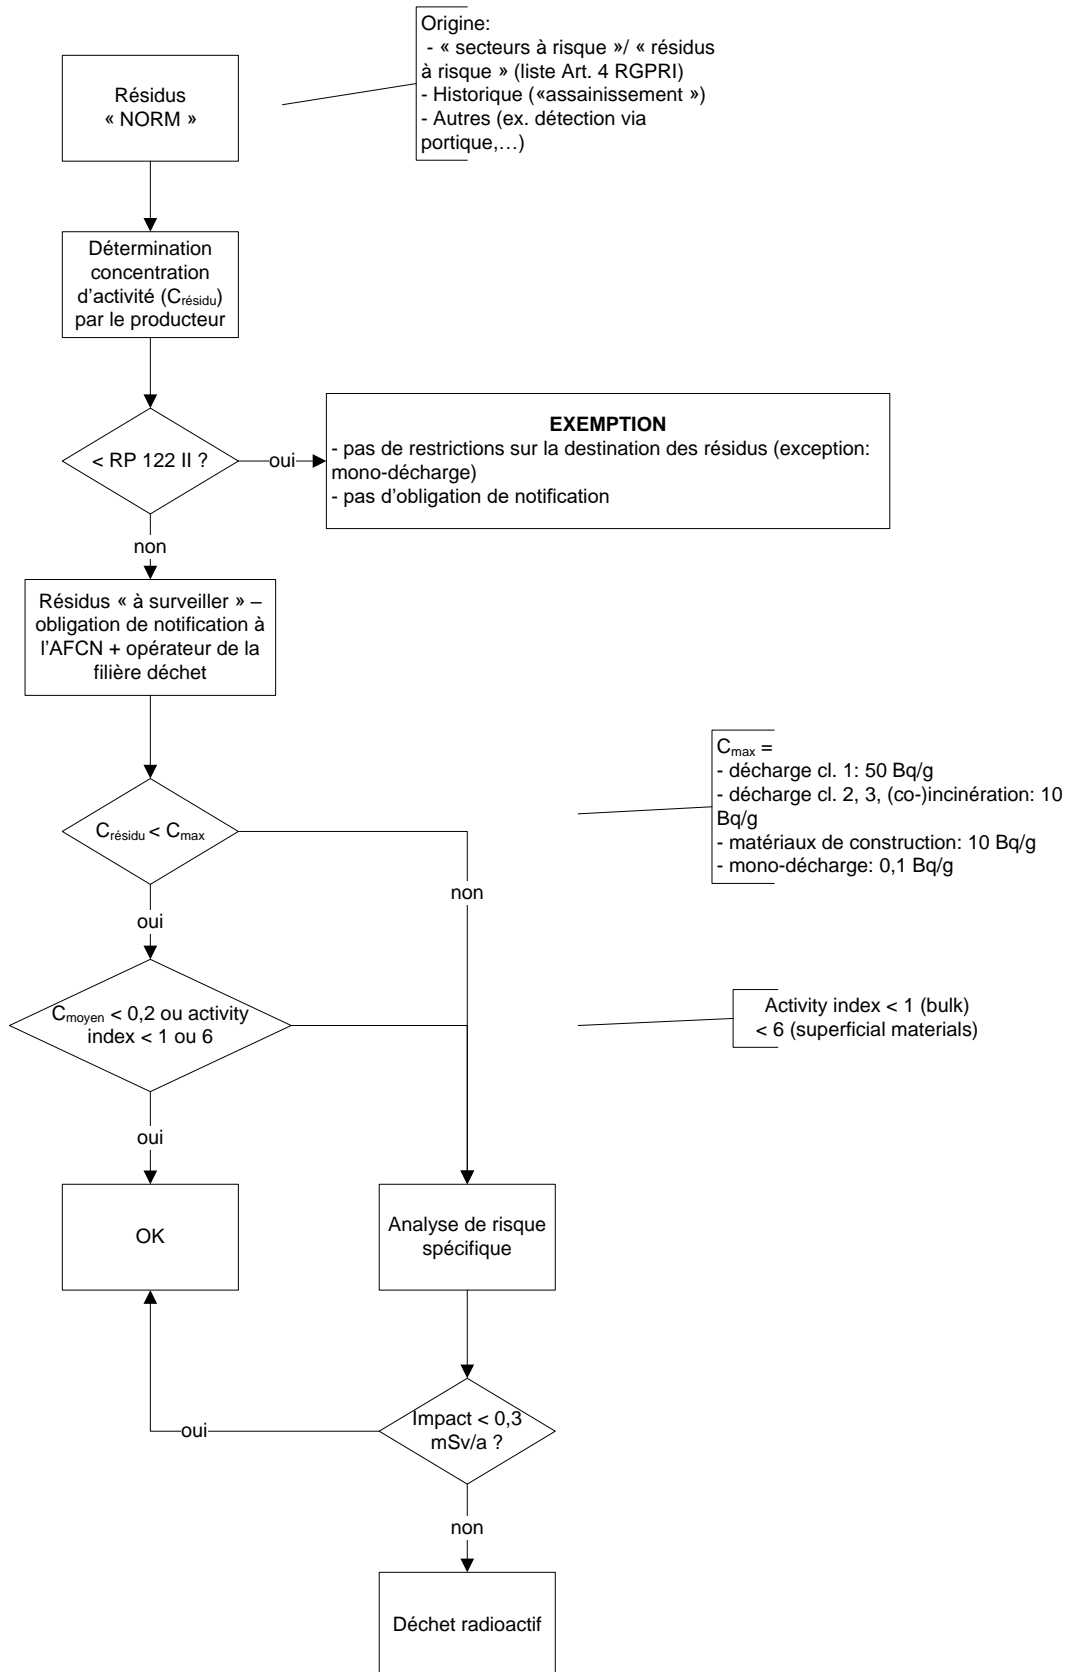 Origine:
- « secteurs à risque »/ « résidus
à risque » (liste Art. 4 RGPRI)
- Historique («assainissement »)
- Autres (ex. détection via
portique,…)
Résidus
« NORM »
Détermination
concentration
d’activité (Crésidu)
par le producteur
< RP 122 II ?
oui
EXEMPTION
- pas de restrictions sur la destination des résidus (exception:
mono-décharge)
- pas d’obligation de notification
non
Résidus « à surveiller » –
obligation de notification à
l’AFCN + opérateur de la
filière déchet
Cmax =
- décharge cl. 1: 50 Bq/g
- décharge cl. 2, 3, (co-)incinération: 10
Bq/g
- matériaux de construction: 10 Bq/g
- mono-décharge: 0,1 Bq/g
Crésidu < Cmax
non
oui
Cmoyen < 0,2 ou activity
index < 1 ou 6
Activity index < 1 (bulk)
< 6 (superficial materials)
oui
OK
Analyse de risque
spécifique
Impact < 0,3
mSv/a ?
oui
non
Déchet radioactif